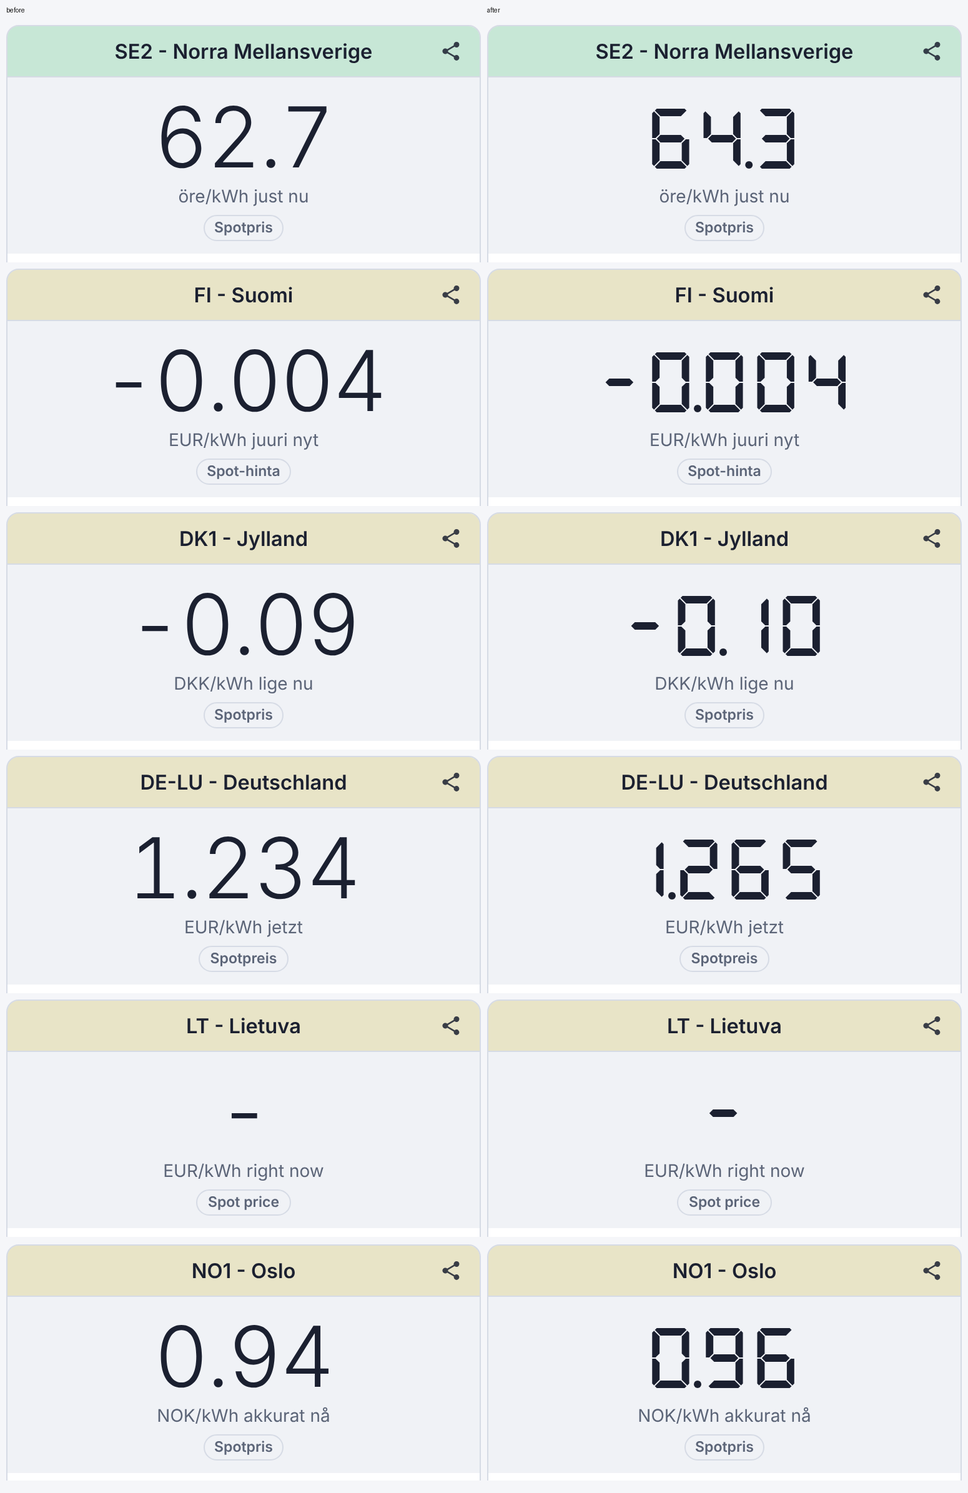 before
SE2 - Norra Mellansverige
62.7
öre/kWh just nu
Spotpris
FI - Suomi
-0.004
EUR/kWh juuri nyt
Spot-hinta
DK1 - Jylland
-0.09
DKK/kWh lige nu
Spotpris
DE-LU - Deutschland
1.234
EUR/kWh jetzt
Spotpreis
LT - Lietuva
–
EUR/kWh right now
Spot price
NO1 - Oslo
0.94
NOK/kWh akkurat nå
Spotpris
after
SE2 - Norra Mellansverige
64.3
öre/kWh just nu
Spotpris
FI - Suomi
-0.004
EUR/kWh juuri nyt
Spot-hinta
DK1 - Jylland
-0.10
DKK/kWh lige nu
Spotpris
DE-LU - Deutschland
1.265
EUR/kWh jetzt
Spotpreis
LT - Lietuva
-
EUR/kWh right now
Spot price
NO1 - Oslo
0.96
NOK/kWh akkurat nå
Spotpris